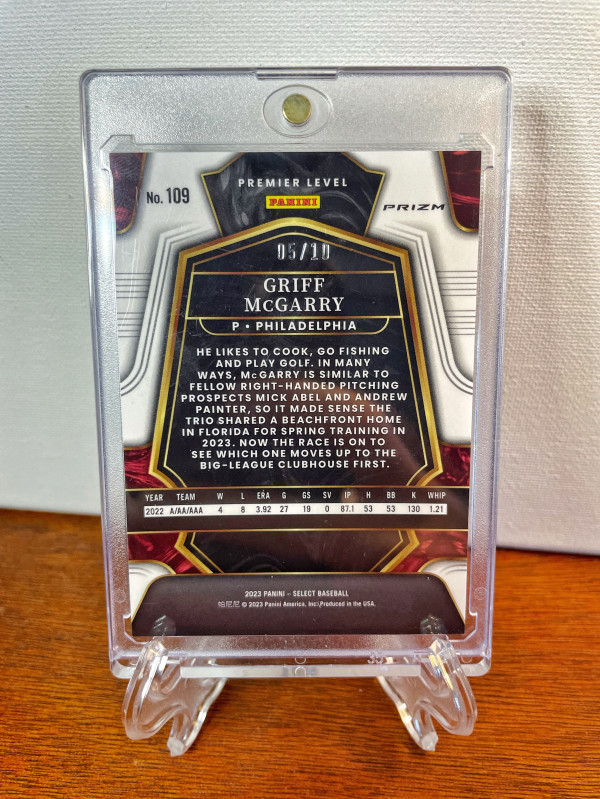 PREMIER LEVEL
No. 109
PANINI
PRIZM
05/10
GRIFF
McGARRY
P • PHILADELPHIA
HE LIKES TO COOK, GO FISHING
AND PLAY GOLF. IN MANY
WAYS, McGARRY IS SIMILAR TO
FELLOW RIGHT-HANDED PITCHING
PROSPECTS MICK ABEL AND ANDREW
PAINTER, SO IT MADE SENSE THE
TRIO SHARED A BEACHFRONT HOME
IN FLORIDA FOR SPRING TRAINING IN
2023. NOW THE RACE IS ON TO
SEE WHICH ONE MOVES UP TO THE
BIG-LEAGUE CLUBHOUSE FIRST.
YEAR TEAM W L ERA G GS SV IP H BB K WHIP
2022 A/AA/AAA 4 8 3.92 27 19 0 87.1 53 53 130 1.21
2023 PANINI – SELECT BASEBALL
帕尼尼 © 2023 Panini America, Inc. Produced in the USA.